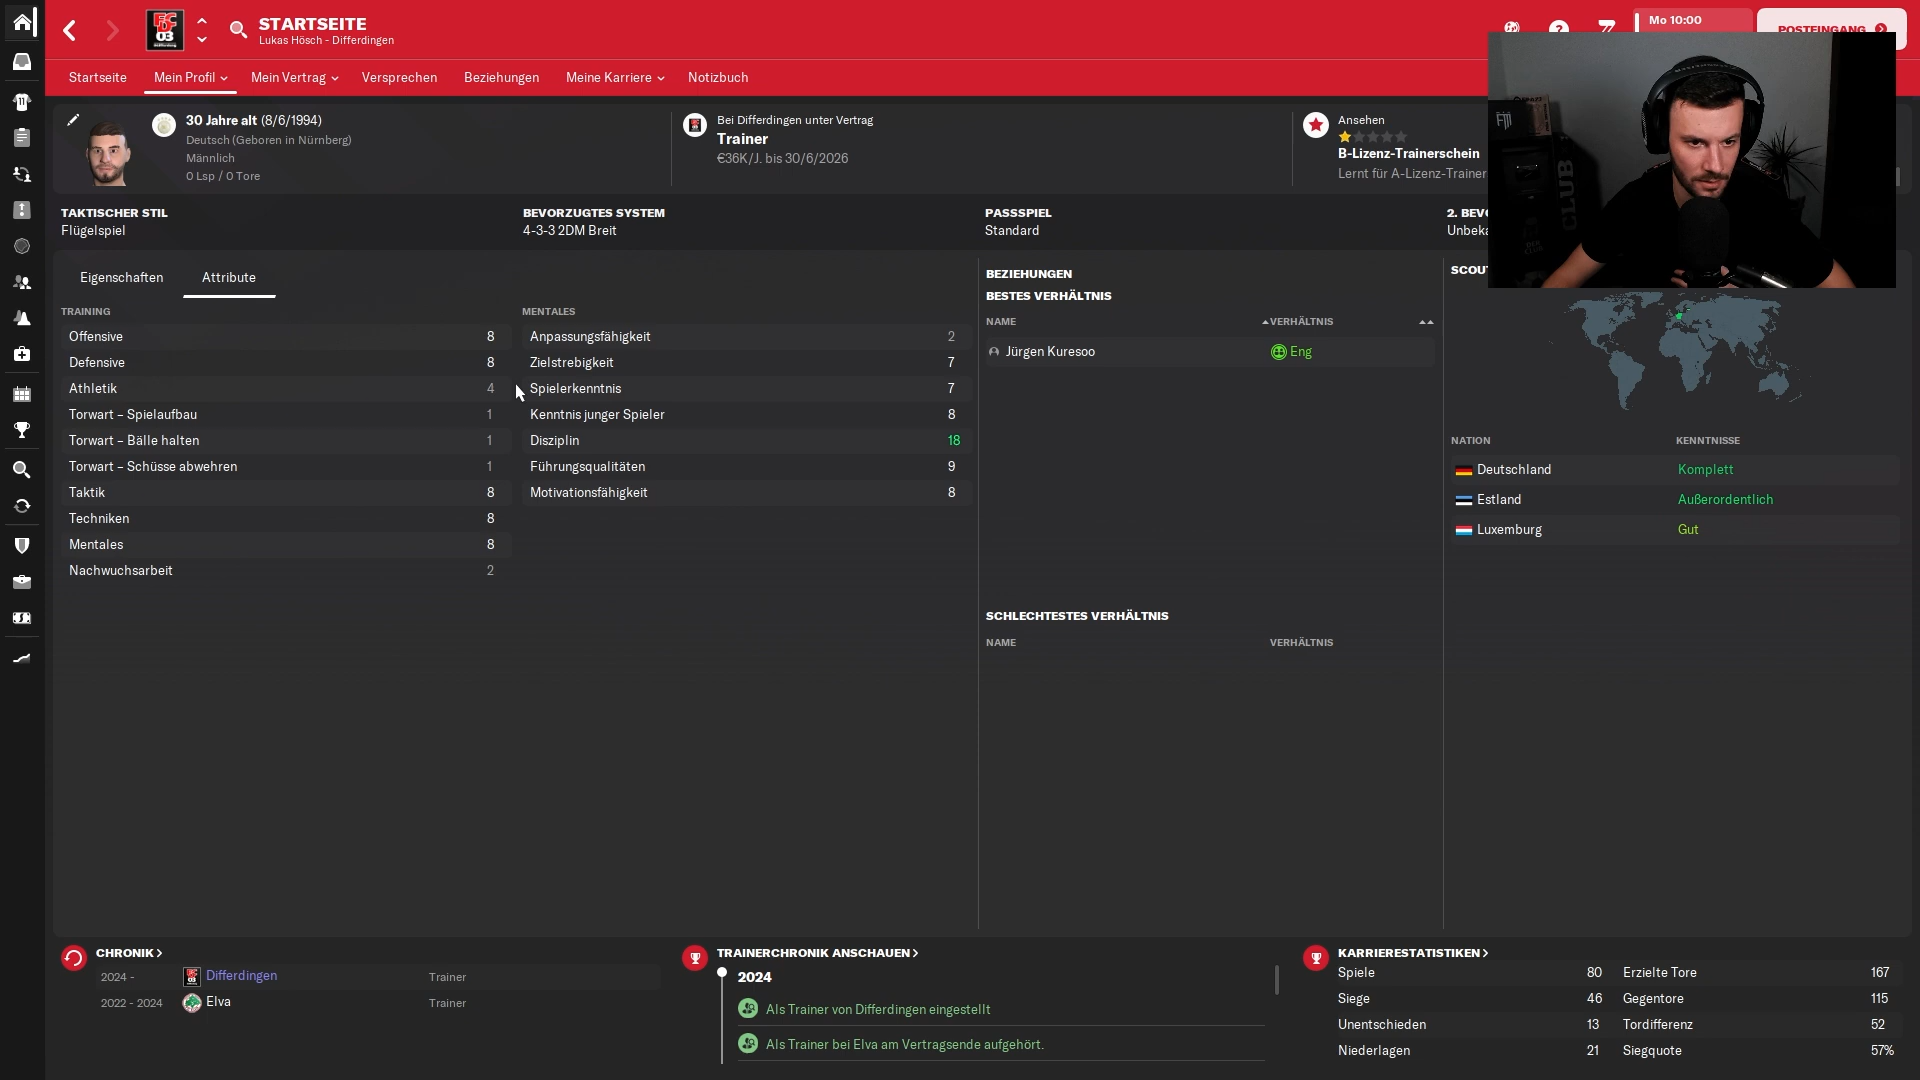 STARTSEITE
Lukas Hösch - Differdingen
Mo 10:00
POSTEINGANG
Startseite
Mein Profil
Mein Vertrag
Versprechen
Beziehungen
Meine Karriere
Notizbuch
30 Jahre alt (8/6/1994)
Deutsch (Geboren in Nürnberg)
Männlich
0 Lsp / 0 Tore
Bei Differdingen unter Vertrag
Trainer
€36K/J. bis 30/6/2026
Ansehen
B-Lizenz-Trainerschein
Lernt für A-Lizenz-Trainer
TAKTISCHER STIL
Flügelspiel
BEVORZUGTES SYSTEM
4-3-3 2DM Breit
PASSSPIEL
Standard
Eigenschaften
Attribute
TRAINING
Offensive 8
Defensive 8
Athletik 4
Torwart – Spielaufbau 1
Torwart – Bälle halten 1
Torwart – Schüsse abwehren 1
Taktik 8
Techniken 8
Mentales 8
Nachwuchsarbeit 2
MENTALES
Anpassungsfähigkeit 2
Zielstrebigkeit 7
Spielerkenntnis 7
Kenntnis junger Spieler 8
Disziplin 18
Führungsqualitäten 9
Motivationsfähigkeit 8
BEZIEHUNGEN
BESTES VERHÄLTNIS
NAME VERHÄLTNIS
Jürgen Kuresoo Eng
SCHLECHTESTES VERHÄLTNIS
NAME VERHÄLTNIS
NATION KENNTNISSE
Deutschland Komplett
Estland Außerordentlich
Luxemburg Gut
CHRONIK
2024 - Differdingen Trainer
2022 - 2024 Elva Trainer
TRAINERCHRONIK ANSCHAUEN
2024
Als Trainer von Differdingen eingestellt
Als Trainer bei Elva am Vertragsende aufgehört.
KARRIERESTATISTIKEN
Spiele 80 Erzielte Tore 167
Siege 46 Gegentore 115
Unentschieden 13 Tordifferenz 52
Niederlagen 21 Siegquote 57%